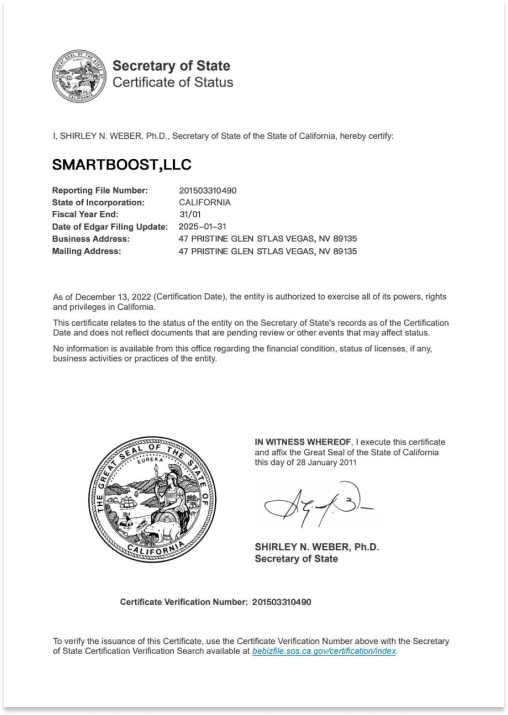 Secretary of State
Certificate of Status
I, SHIRLEY N. WEBER, Ph.D., Secretary of State of the State of California, hereby certify:
SMARTBOOST,LLC
Reporting File Number: 201503310490
State of Incorporation: CALIFORNIA
Fiscal Year End: 31/01
Date of Edgar Filing Update: 2025-01-31
Business Address: 47 PRISTINE GLEN STLAS VEGAS, NV 89135
Mailing Address: 47 PRISTINE GLEN STLAS VEGAS, NV 89135
As of December 13, 2022 (Certification Date), the entity is authorized to exercise all of its powers, rights
and privileges in California.
This certificate relates to the status of the entity on the Secretary of State's records as of the Certification
Date and does not reflect documents that are pending review or other events that may affect status.
No information is available from this office regarding the financial condition, status of licenses, if any,
business activities or practices of the entity.
THE GREAT SEAL OF THE STATE OF
EUREKA
CALIFORNIA
IN WITNESS WHEREOF, I execute this certificate
and affix the Great Seal of the State of California
this day of 28 January 2011
SHIRLEY N. WEBER, Ph.D.
Secretary of State
Certificate Verification Number: 201503310490
To verify the issuance of this Certificate, use the Certificate Verification Number above with the Secretary
of State Certification Verification Search available at bebizfile.sos.ca.gov/certification/index.